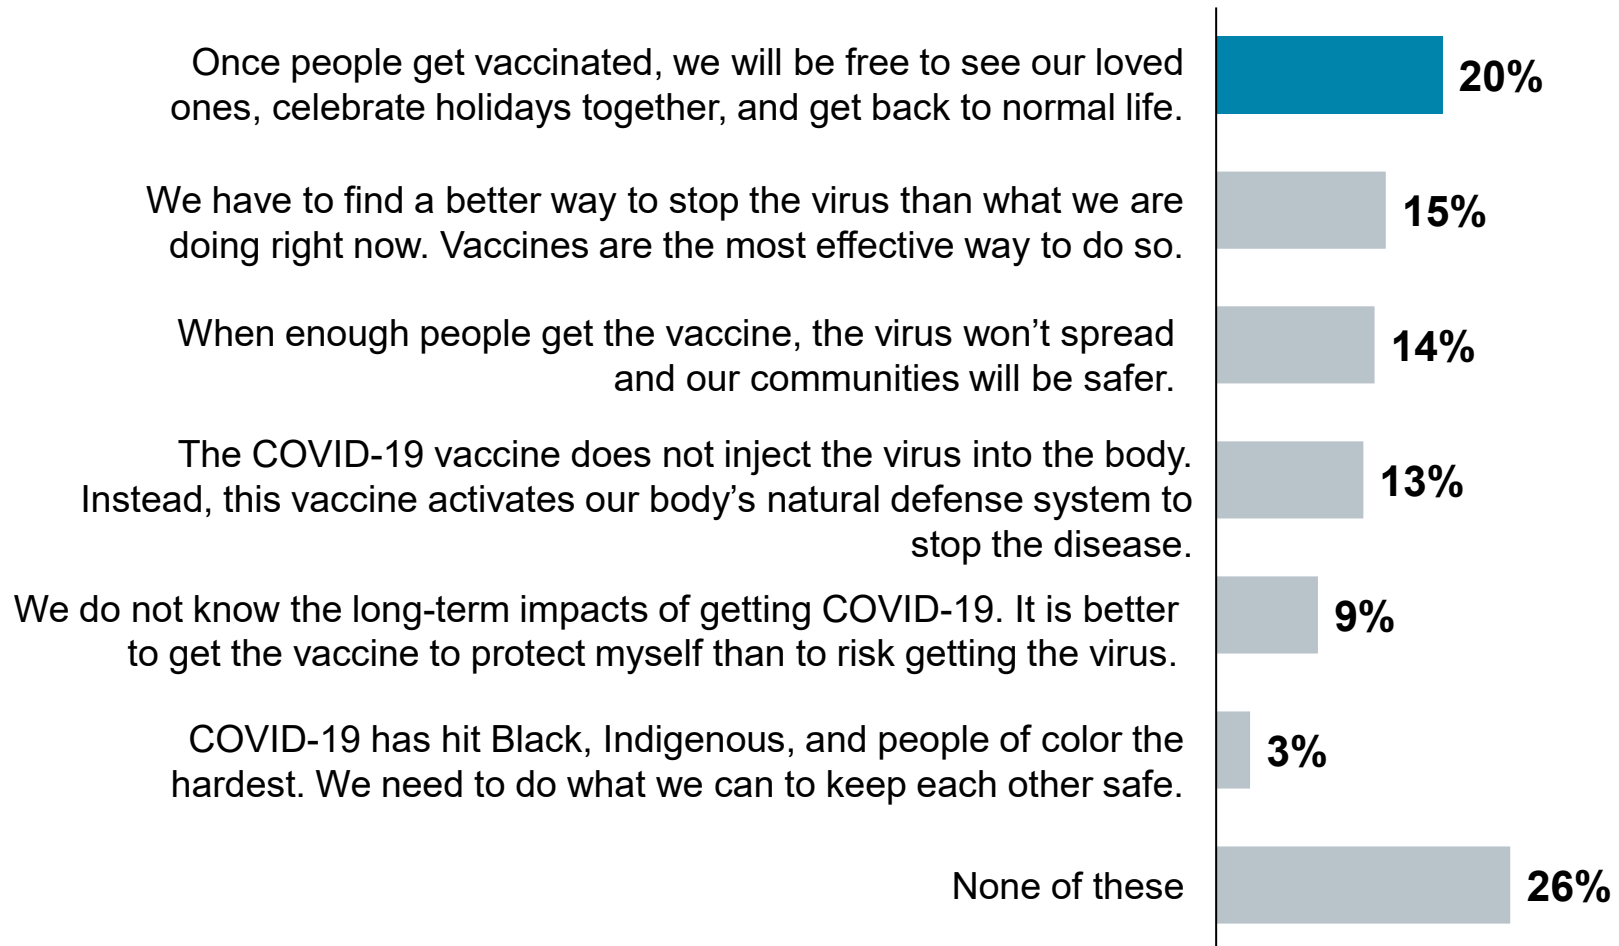 Once people get vaccinated, we will be free to see our loved
ones, celebrate holidays together, and get back to normal life.
20%
We have to find a better way to stop the virus than what we are
doing right now. Vaccines are the most effective way to do so.
15%
When enough people get the vaccine, the virus won’t spread
and our communities will be safer.
14%
The COVID-19 vaccine does not inject the virus into the body.
Instead, this vaccine activates our body’s natural defense system to
stop the disease.
13%
We do not know the long-term impacts of getting COVID-19. It is better
to get the vaccine to protect myself than to risk getting the virus.
9%
COVID-19 has hit Black, Indigenous, and people of color the
hardest. We need to do what we can to keep each other safe.
3%
None of these
26%